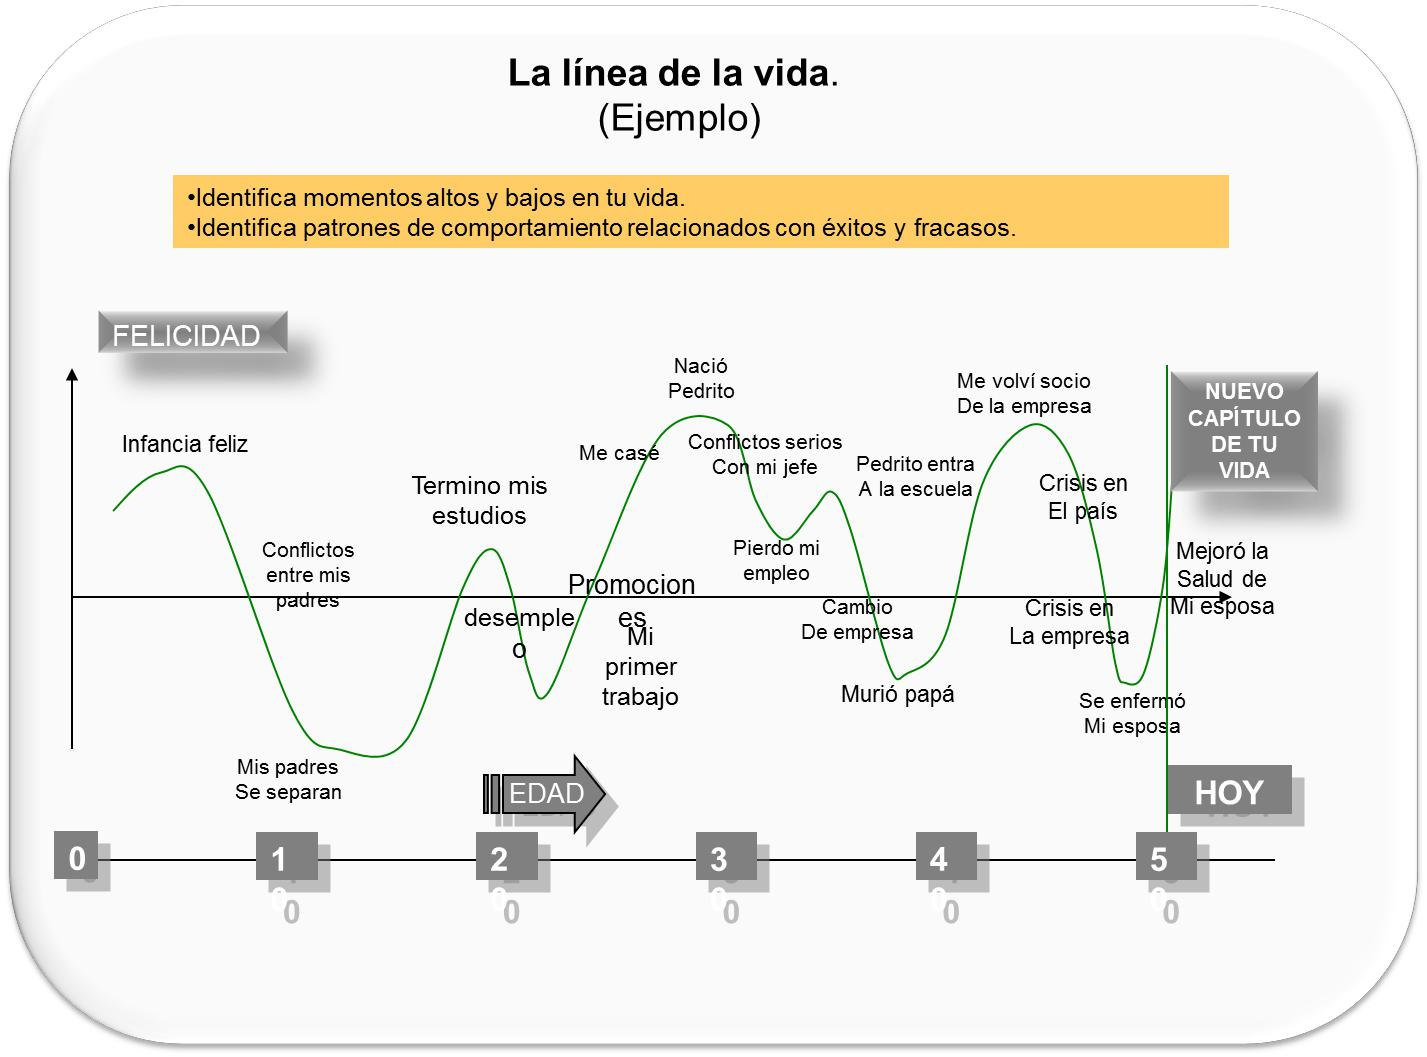 La línea de la vida.
(Ejemplo)
•Identifica momentos altos y bajos en tu vida.
•Identifica patrones de comportamiento relacionados con éxitos y fracasos.
FELICIDAD
Infancia feliz
Conflictos
entre mis
padres
Mis padres
Se separan
Termino mis
estudios
desemple
o
Promocion
es
Mi
primer
trabajo
Me casé
Nació
Pedrito
Conflictos serios
Con mi jefe
Pierdo mi
empleo
Cambio
De empresa
Murió papá
Pedrito entra
A la escuela
Me volví socio
De la empresa
Crisis en
El país
Crisis en
La empresa
Se enfermó
Mi esposa
Mejoró la
Salud de
Mi esposa
NUEVO
CAPÍTULO
DE TU
VIDA
EDAD
HOY
0
1
0
2
0
3
0
4
0
5
0